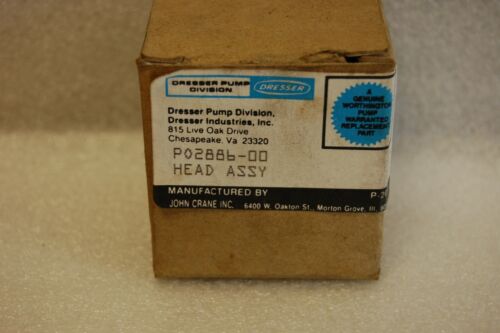 DRESSER PUMP
DIVISION
DRESSER
Dresser Pump Division,
Dresser Industries, Inc.
815 Live Oak Drive
Chesapeake, Va 23320
P02886-00
HEAD ASSY
MANUFACTURED BY
JOHN CRANE INC. 6400 W. Oakton St., Morton Grove, Ill.
A
GENUINE
WORTHINGTON
PUMP
WARRANTED
REPLACEMENT
PART